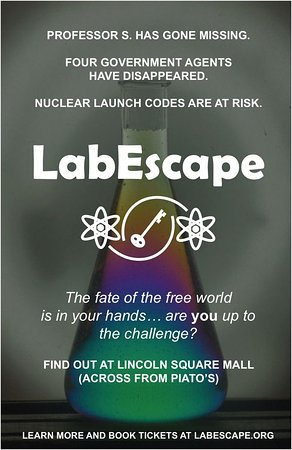 PROFESSOR S. HAS GONE MISSING.
FOUR GOVERNMENT AGENTS
HAVE DISAPPEARED.
NUCLEAR LAUNCH CODES ARE AT RISK.
LabEscape
The fate of the free world
is in your hands... are you up to
the challenge?
FIND OUT AT LINCOLN SQUARE MALL
(ACROSS FROM PIATO'S)
LEARN MORE AND BOOK TICKETS AT LABESCAPE.ORG